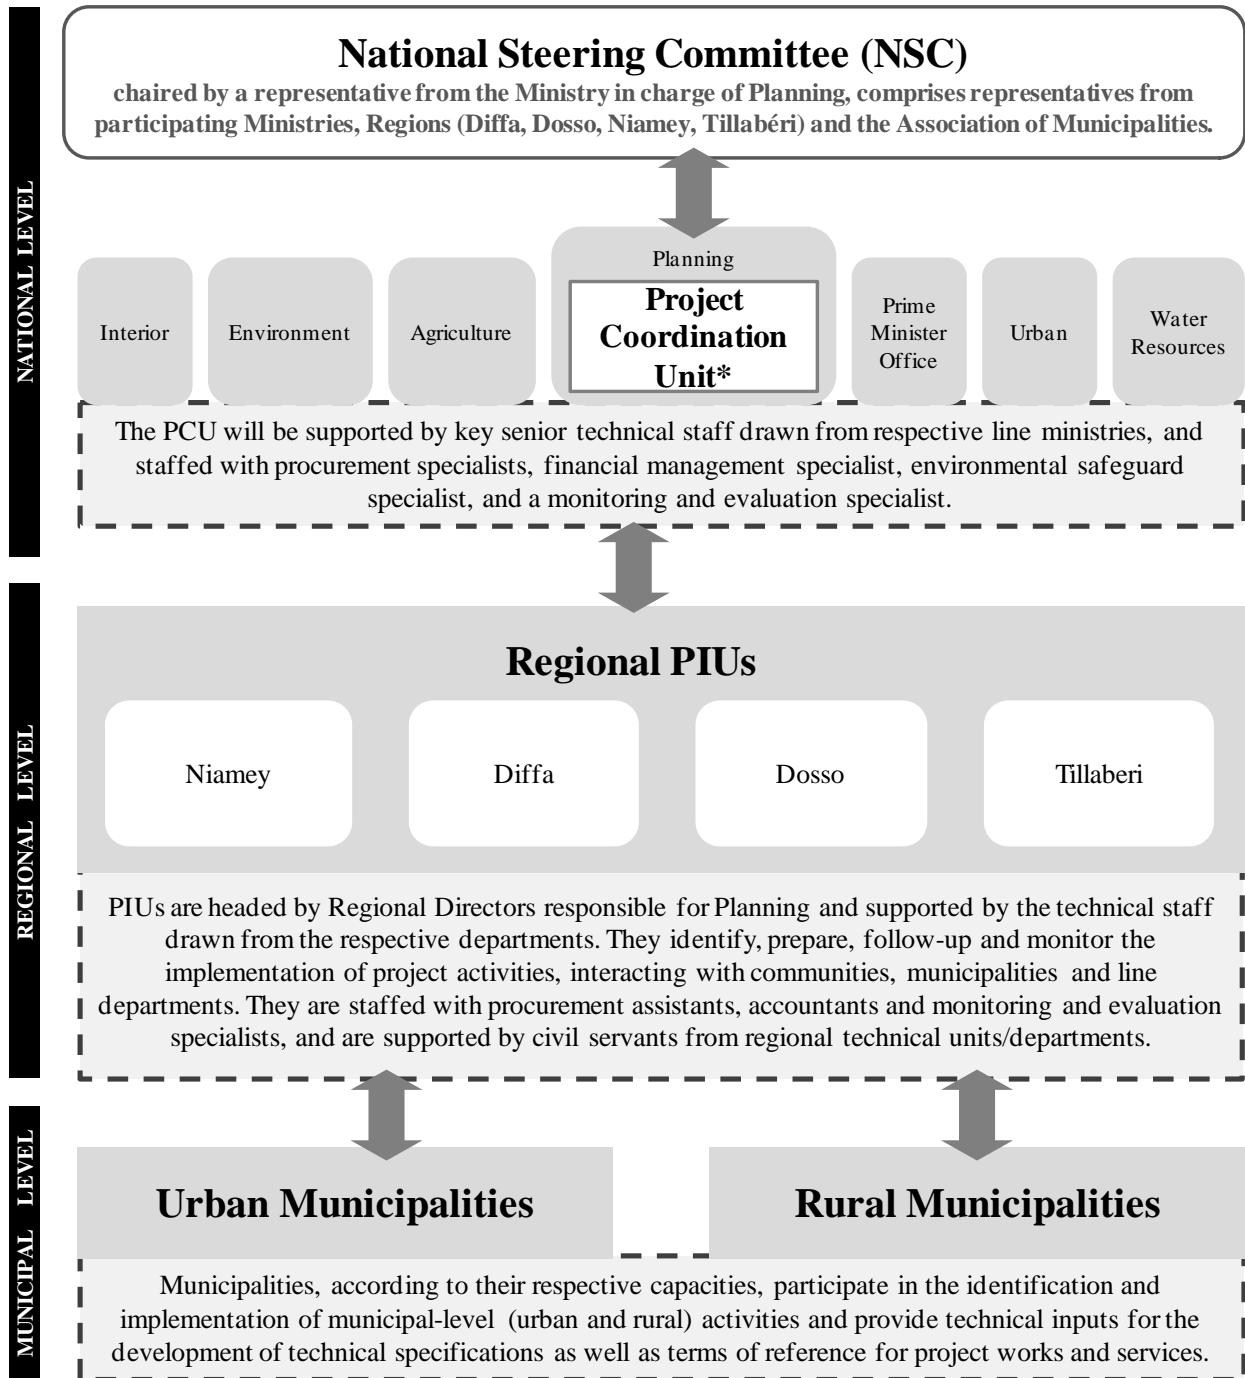 NATIONAL LEVEL
National Steering Committee (NSC)
chaired by a representative from the Ministry in charge of Planning, comprises representatives from
participating Ministries, Regions (Diffa, Dosso, Niamey, Tillabéri) and the Association of Municipalities.
Interior
Environment
Agriculture
Planning
Project
Coordination
Unit*
Prime
Minister
Office
Urban
Water
Resources
The PCU will be supported by key senior technical staff drawn from respective line ministries, and
staffed with procurement specialists, financial management specialist, environmental safeguard
specialist, and a monitoring and evaluation specialist.
REGIONAL LEVEL
Regional PIUs
Niamey
Diffa
Dosso
Tillaberi
PIUs are headed by Regional Directors responsible for Planning and supported by the technical staff
drawn from the respective departments. They identify, prepare, follow-up and monitor the
implementation of project activities, interacting with communities, municipalities and line
departments. They are staffed with procurement assistants, accountants and monitoring and evaluation
specialists, and are supported by civil servants from regional technical units/departments.
MUNICIPAL LEVEL
Urban Municipalities
Rural Municipalities
Municipalities, according to their respective capacities, participate in the identification and
implementation of municipal-level (urban and rural) activities and provide technical inputs for the
development of technical specifications as well as terms of reference for project works and services.